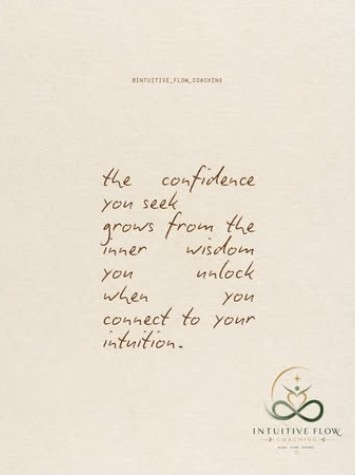 @INTUITIVE_FLOW_COACHING
the confidence
you seek
grows from the
inner wisdom
you unlock
when you
connect to your
intuition.
INTUITIVE FLOW
COACHING